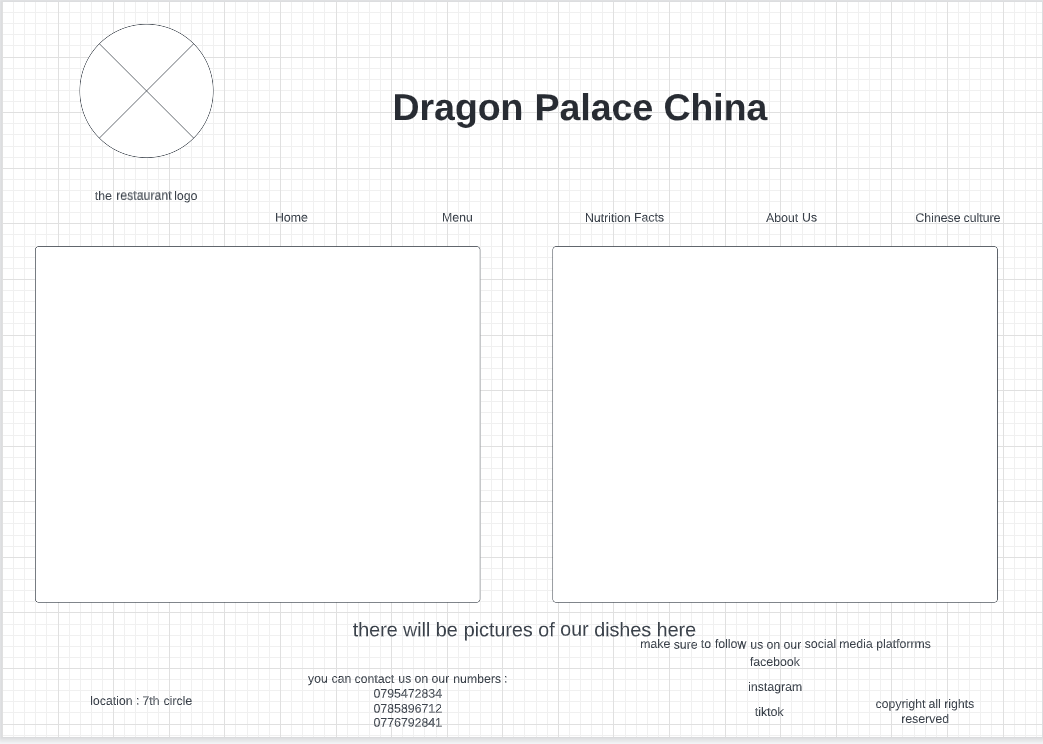 Dragon Palace China
the restaurant logo
Home
Menu
Nutrition Facts
About Us
Chinese culture
there will be pictures of our dishes here
make sure to follow us on our social media platforms
facebook
instagram
tiktok
you can contact us on our numbers :
0795472834
0785896712
0776792841
location : 7th circle
copyright all rights
reserved